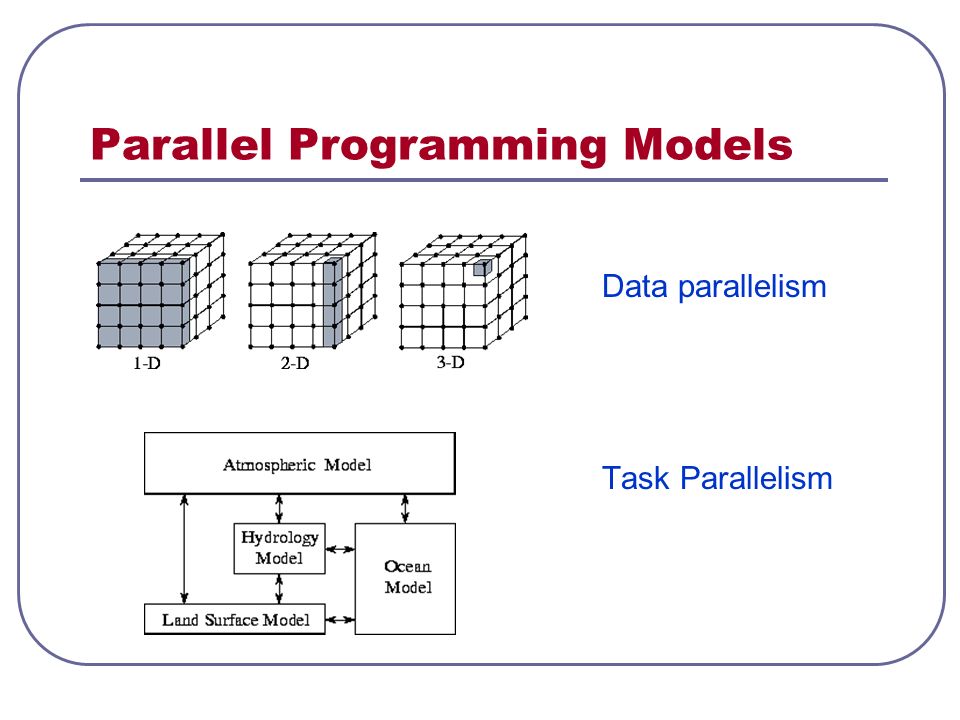 Parallel Programming Models
1-D
2-D
3-D
Data parallelism
Atmospheric Model
Hydrology
Model
Ocean
Model
Land Surface Model
Task Parallelism